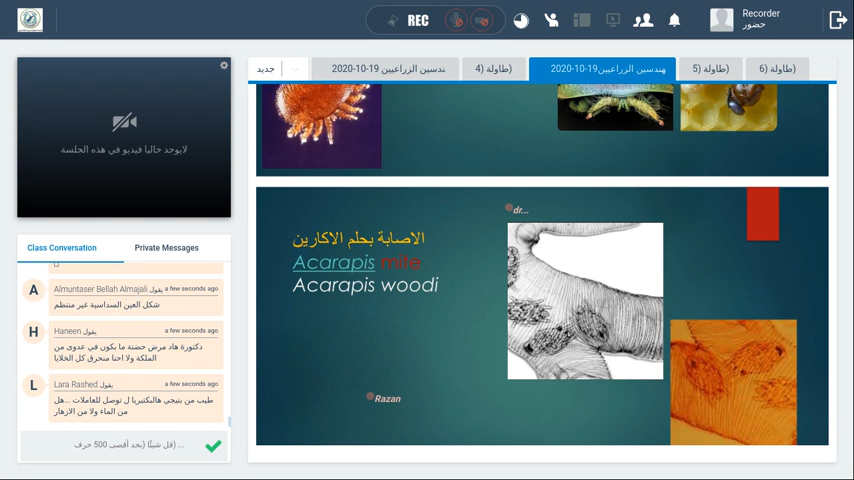 REC
Recorder
حضور
لايوجد حاليا فيديو في هذه الجلسة
جديد
ندسين الزراعيين 19-10-2020
طاولة 4)
هندسين الزراعيين19-10-2020
طاولة 5)
طاولة 6)
Class Conversation
Private Messages
A
Almuntaser Bellah Almajali يقول
a few seconds ago
شكل العين السداسية غير منتظم
H
Haneen يقول
a few seconds ago
دكتورة هاد مرض حضنة ما يكون في عدوى من
الملكة ولا احنا منحرق كل الخلايا
L
Lara Rashed يقول
a few seconds ago
طيب من بتيجي هالبكتيريا ل توصل للعاملات ...هل
من الماء ولا من الازهار
... (قل شيئًا (بحد أقصى 500 حرف
dr...
الاصابة بحلم الاكارين
Acarapis mite
Acarapis woodi
Razan